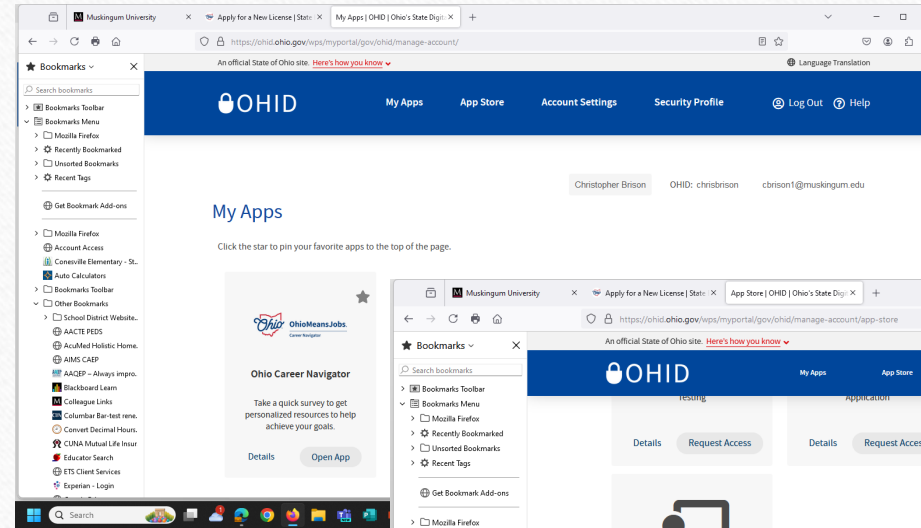 Muskingum University
Apply for a New License | State
My Apps | OHID | Ohio's State Digit
https://ohid.ohio.gov/wps/myportal/gov/ohid/manage-account/
Bookmarks
Search bookmarks
Bookmarks Toolbar
Bookmarks Menu
Mozilla Firefox
Recently Bookmarked
Unsorted Bookmarks
Recent Tags
Get Bookmark Add-ons
Mozilla Firefox
Account Access
Conesville Elementary - St..
Auto Calculators
Bookmarks Toolbar
Other Bookmarks
School District Website..
AACTE PEDS
AcuMed Holistic Home.
AIMS CAEP
AAQEP – Always impro.
Blackboard Learn
Colleague Links
Columbar Bar-test rene.
Convert Decimal Hours.
CUNA Mutual Life Insur
Educator Search
ETS Client Services
Experian - Login
An official State of Ohio site. Here's how you know
Language Translation
OHID
My Apps
App Store
Account Settings
Security Profile
Log Out
Help
Christopher Brison
OHID: chrisbrison
cbrison1@muskingum.edu
My Apps
Click the star to pin your favorite apps to the top of the page.
Ohio OhioMeansJobs.
Career Navigator
Ohio Career Navigator
Take a quick survey to get
personalized resources to help
achieve your goals.
Details
Open App
Search
Muskingum University
Apply for a New License | State
App Store | OHID | Ohio's State Digi
https://ohid.ohio.gov/wps/myportal/gov/ohid/manage-account/app-store
Bookmarks
Search bookmarks
Bookmarks Toolbar
Bookmarks Menu
Mozilla Firefox
Recently Bookmarked
Unsorted Bookmarks
Recent Tags
Get Bookmark Add-ons
Mozilla Firefox
An official State of Ohio site. Here's how you know
OHID
My Apps
App Store
Testing
Application
Details
Request Access
Details
Request Acces